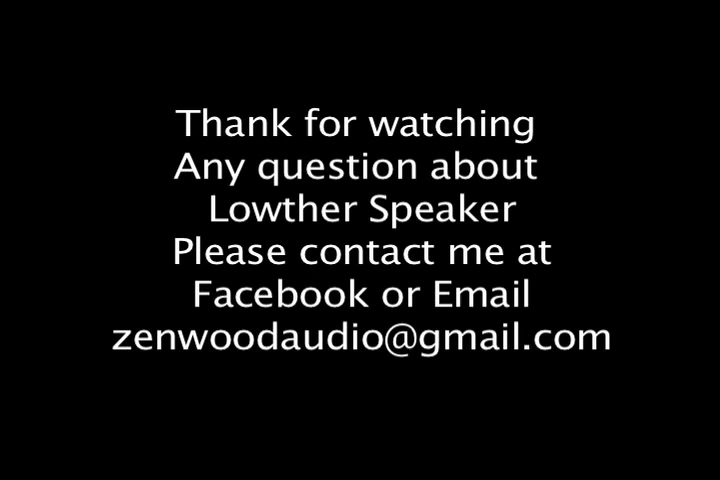 Thank for watching
Any question about
Lowther Speaker
Please contact me at
Facebook or Email
zenwoodaudio@gmail.com